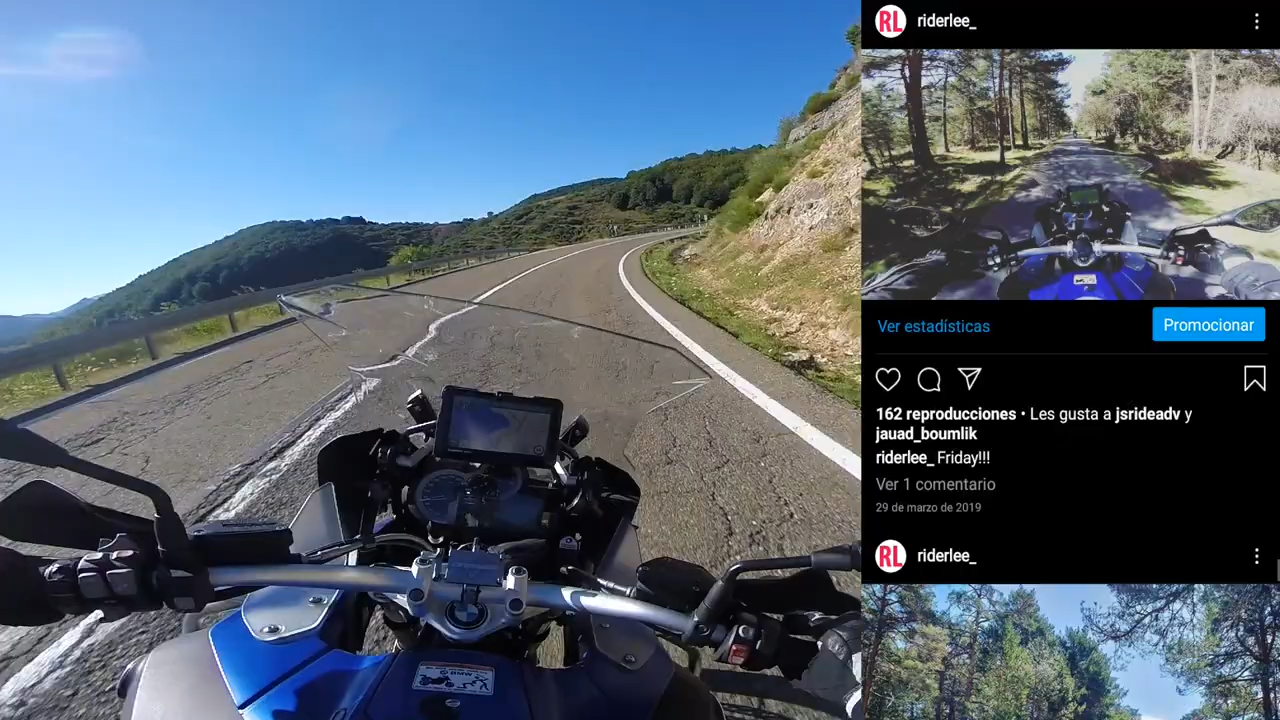 RL riderlee_
Ver estadísticas
Promocionar
162 reproducciones • Les gusta a jsrideadv y
jauad_boumlik
riderlee_ Friday!!!
Ver 1 comentario
29 de marzo de 2019
RL riderlee_
BMW